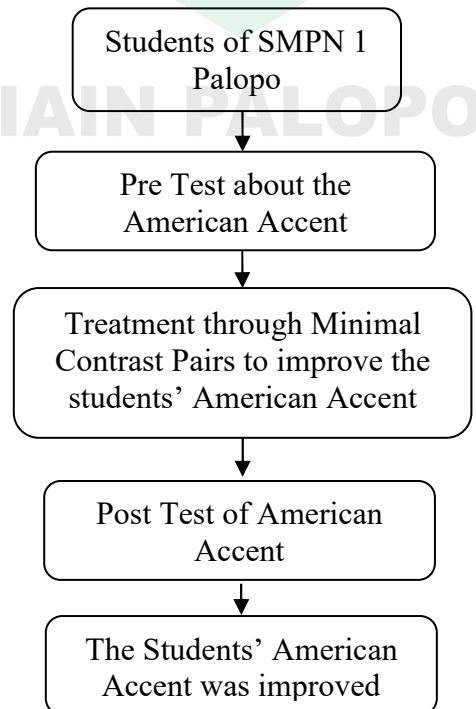 Students of SMPN 1
Palopo
IAIN PALOPO
Pre Test about the
American Accent
Treatment through Minimal
Contrast Pairs to improve the
students’ American Accent
Post Test of American
Accent
The Students’ American
Accent was improved